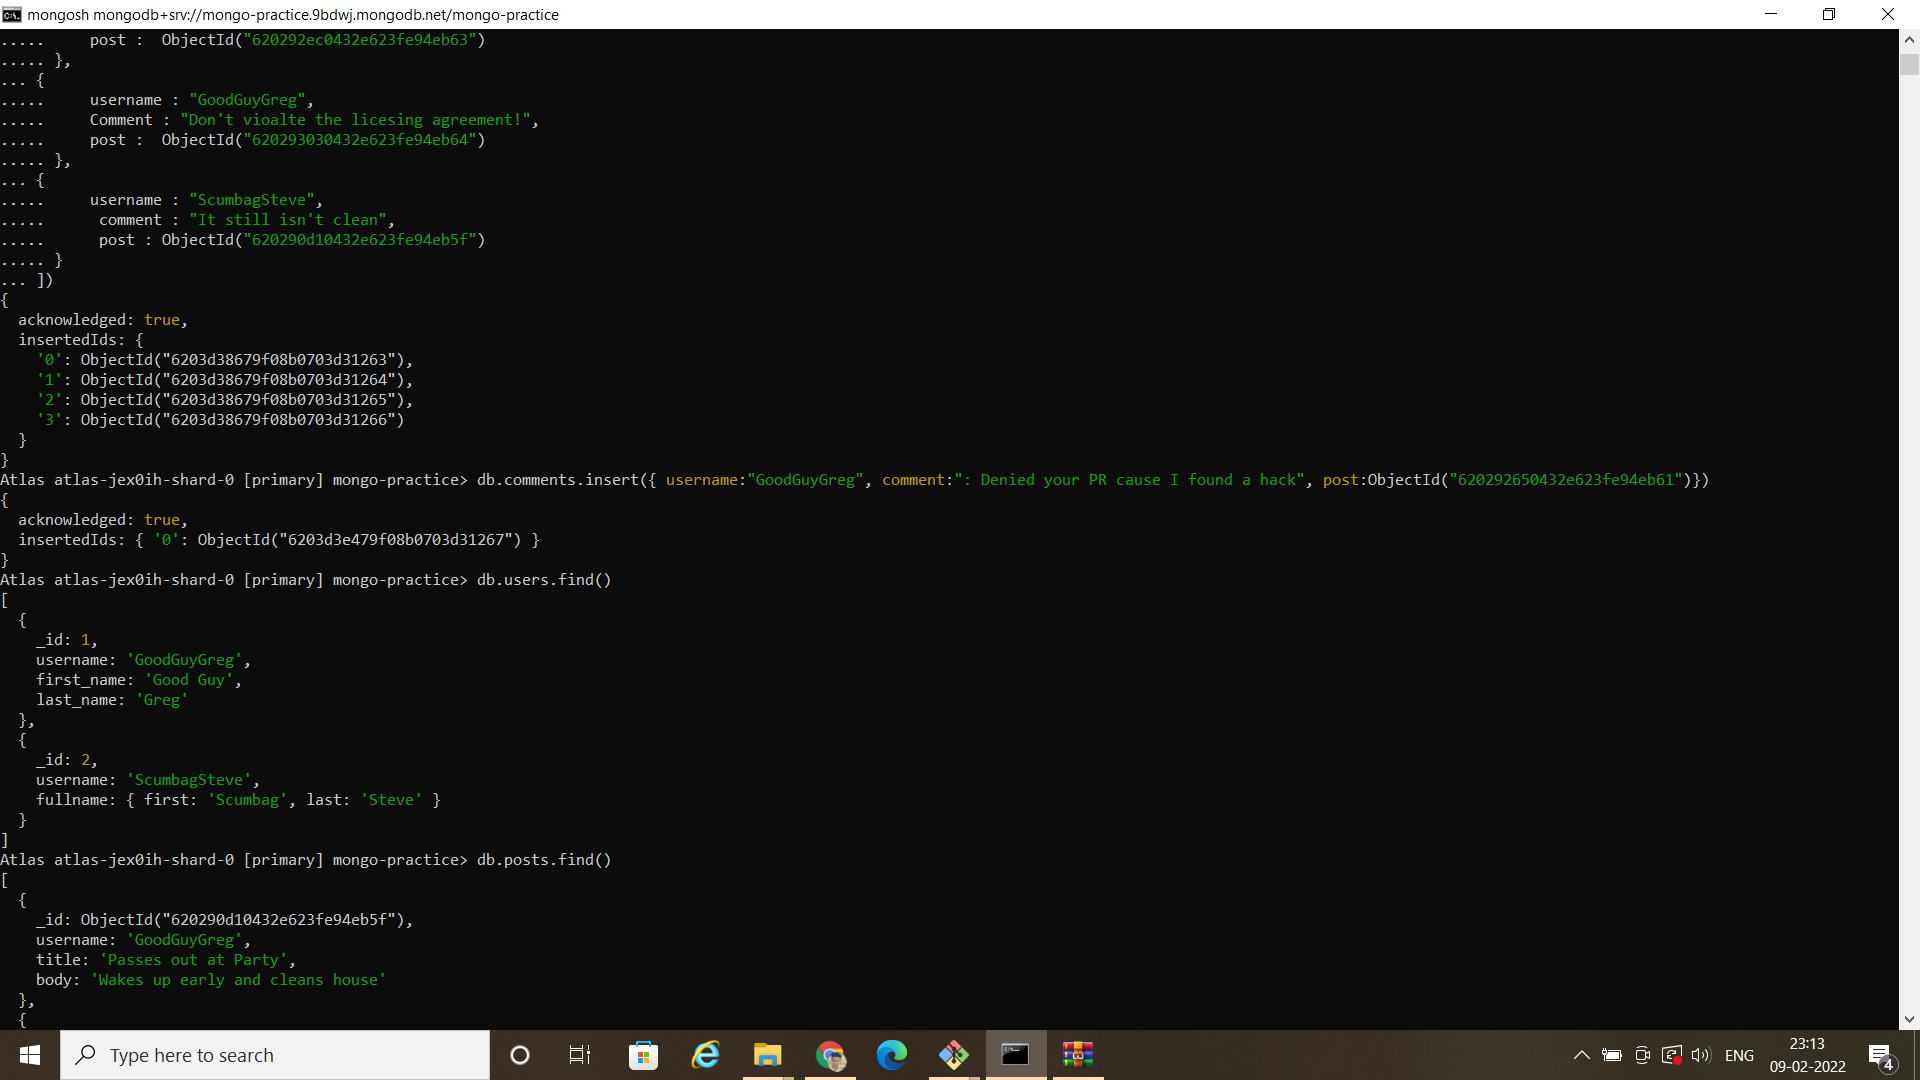 mongosh mongodb+srv://mongo-practice.9bdwj.mongodb.net/mongo-practice
.....     post :  ObjectId("620292ec0432e623fe94eb63")
..... },
... {
.....     username : "GoodGuyGreg",
.....     Comment : "Don't vioalte the licesing agreement!",
.....     post :  ObjectId("620293030432e623fe94eb64")
..... },
... {
.....     username : "ScumbagSteve",
.....      comment : "It still isn't clean",
.....      post : ObjectId("620290d10432e623fe94eb5f")
..... }
... ])
{
  acknowledged: true,
  insertedIds: {
    '0': ObjectId("6203d38679f08b0703d31263"),
    '1': ObjectId("6203d38679f08b0703d31264"),
    '2': ObjectId("6203d38679f08b0703d31265"),
    '3': ObjectId("6203d38679f08b0703d31266")
  }
}
Atlas atlas-jex0ih-shard-0 [primary] mongo-practice> db.comments.insert({ username:"GoodGuyGreg", comment:": Denied your PR cause I found a hack", post:ObjectId("620292650432e623fe94eb61")})
{
  acknowledged: true,
  insertedIds: { '0': ObjectId("6203d3e479f08b0703d31267") }
}
Atlas atlas-jex0ih-shard-0 [primary] mongo-practice> db.users.find()
[
  {
    _id: 1,
    username: 'GoodGuyGreg',
    first_name: 'Good Guy',
    last_name: 'Greg'
  },
  {
    _id: 2,
    username: 'ScumbagSteve',
    fullname: { first: 'Scumbag', last: 'Steve' }
  }
]
Atlas atlas-jex0ih-shard-0 [primary] mongo-practice> db.posts.find()
[
  {
    _id: ObjectId("620290d10432e623fe94eb5f"),
    username: 'GoodGuyGreg',
    title: 'Passes out at Party',
    body: 'Wakes up early and cleans house'
  },
  {
Type here to search
ENG
23:13
09-02-2022
4